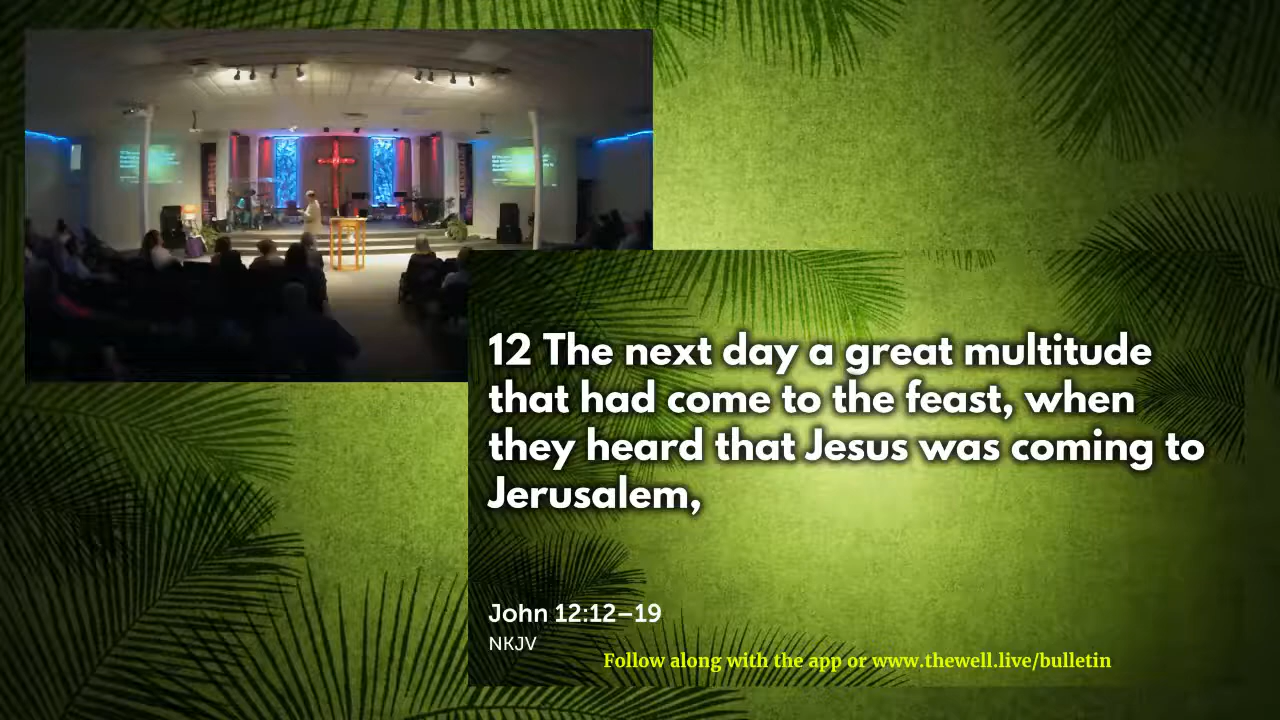 12 The next day a great multitude
that had come to the feast, when
they heard that Jesus was coming to
Jerusalem,
John 12:12–19
NKJV
Follow along with the app or www.thewell.live/bulletin